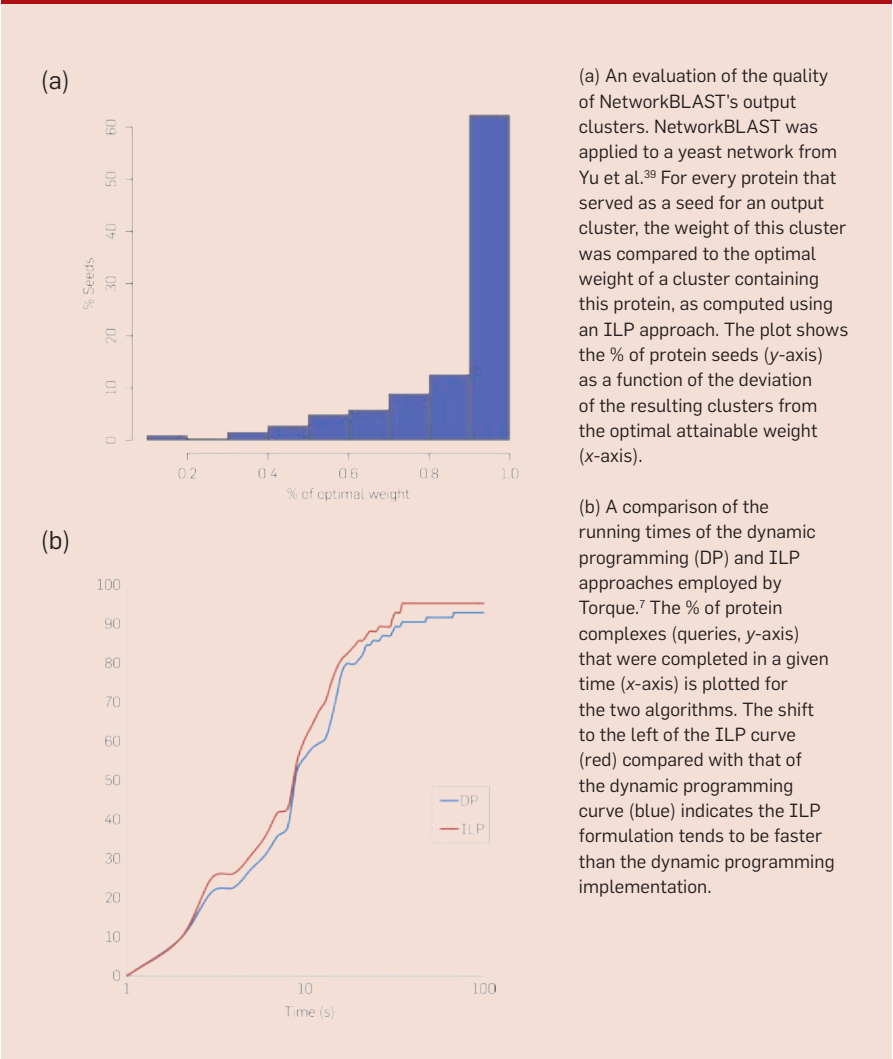 (a)
60
50
40
30
20
10
0
% Seeds
0.2 0.4 0.6 0.8 1.0
% of optimal weight
(a) An evaluation of the quality
of NetworkBLAST's output
clusters. NetworkBLAST was
applied to a yeast network from
Yu et al.³⁹ For every protein that
served as a seed for an output
cluster, the weight of this cluster
was compared to the optimal
weight of a cluster containing
this protein, as computed using
an ILP approach. The plot shows
the % of protein seeds (y-axis)
as a function of the deviation
of the resulting clusters from
the optimal attainable weight
(x-axis).
(b)
100
90
80
70
60
50
40
30
20
10
0
1 10 100
Time (s)
DP
ILP
(b) A comparison of the
running times of the dynamic
programming (DP) and ILP
approaches employed by
Torque.⁷ The % of protein
complexes (queries, y-axis)
that were completed in a given
time (x-axis) is plotted for
the two algorithms. The shift
to the left of the ILP curve
(red) compared with that of
the dynamic programming
curve (blue) indicates the ILP
formulation tends to be faster
than the dynamic programming
implementation.